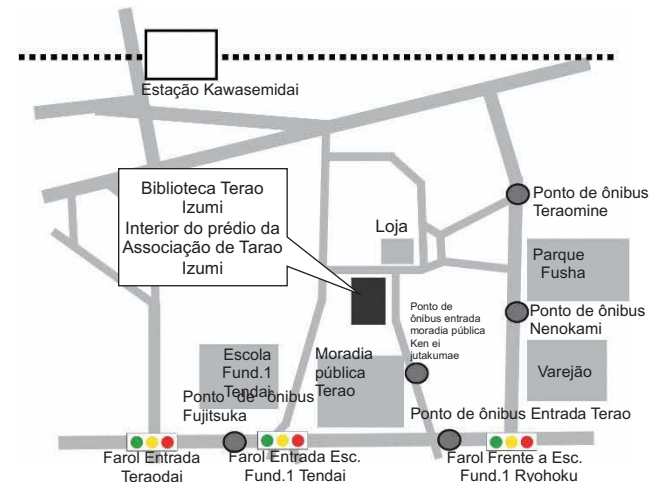 Estação Kawasemidai
Biblioteca Terao
Izumi
Interior do prédio da
Associação de Tarao
Izumi
Loja
Ponto de ônibus
Teraomine
Parque
Fusha
Ponto de
ônibus entrada
moradia pública
Ken ei
jutakumae
Ponto de ônibus
Nenokami
Escola
Fund.1
Tendai
Moradia
pública
Terao
Varejão
Ponto de ônibus
Fujitsuka
Ponto de ônibus Entrada Terao
Farol Entrada
Teraodai
Farol Entrada Esc.
Fund.1 Tendai
Farol Frente a Esc.
Fund.1 Ryohoku